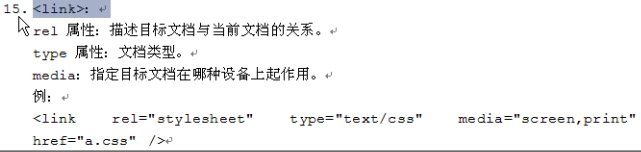 15.<link>：
rel 属性：描述目标文档与当前文档的关系。
type 属性：文档类型。
media：指定目标文档在哪种设备上起作用。
例：
<link rel="stylesheet" type="text/css" media="screen,print"
href="a.css" />